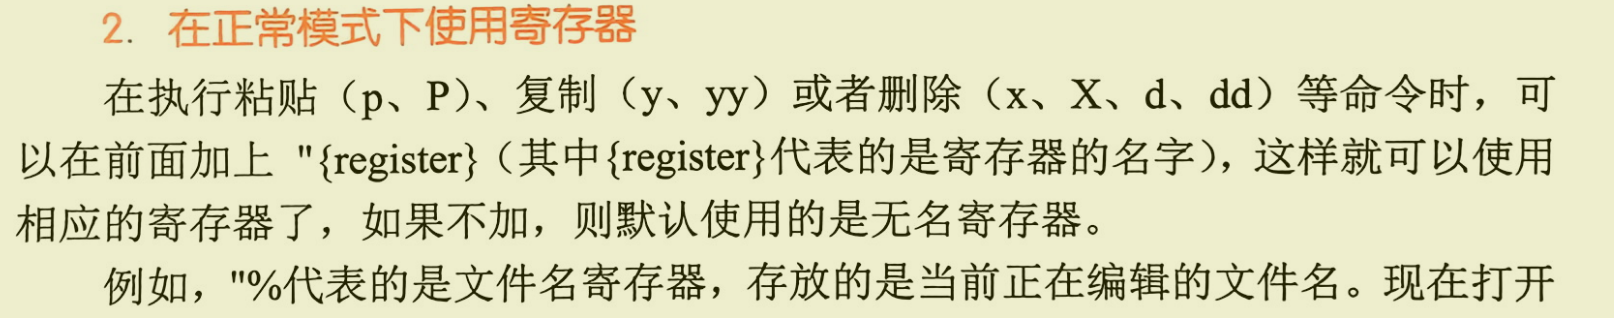 2. 在正常模式下使用寄存器
在执行粘贴（p、P）、复制（y、yy）或者删除（x、X、d、dd）等命令时，可
以在前面加上 "{register}（其中{register}代表的是寄存器的名字），这样就可以使用
相应的寄存器了，如果不加，则默认使用的是无名寄存器。
例如，"%代表的是文件名寄存器，存放的是当前正在编辑的文件名。现在打开